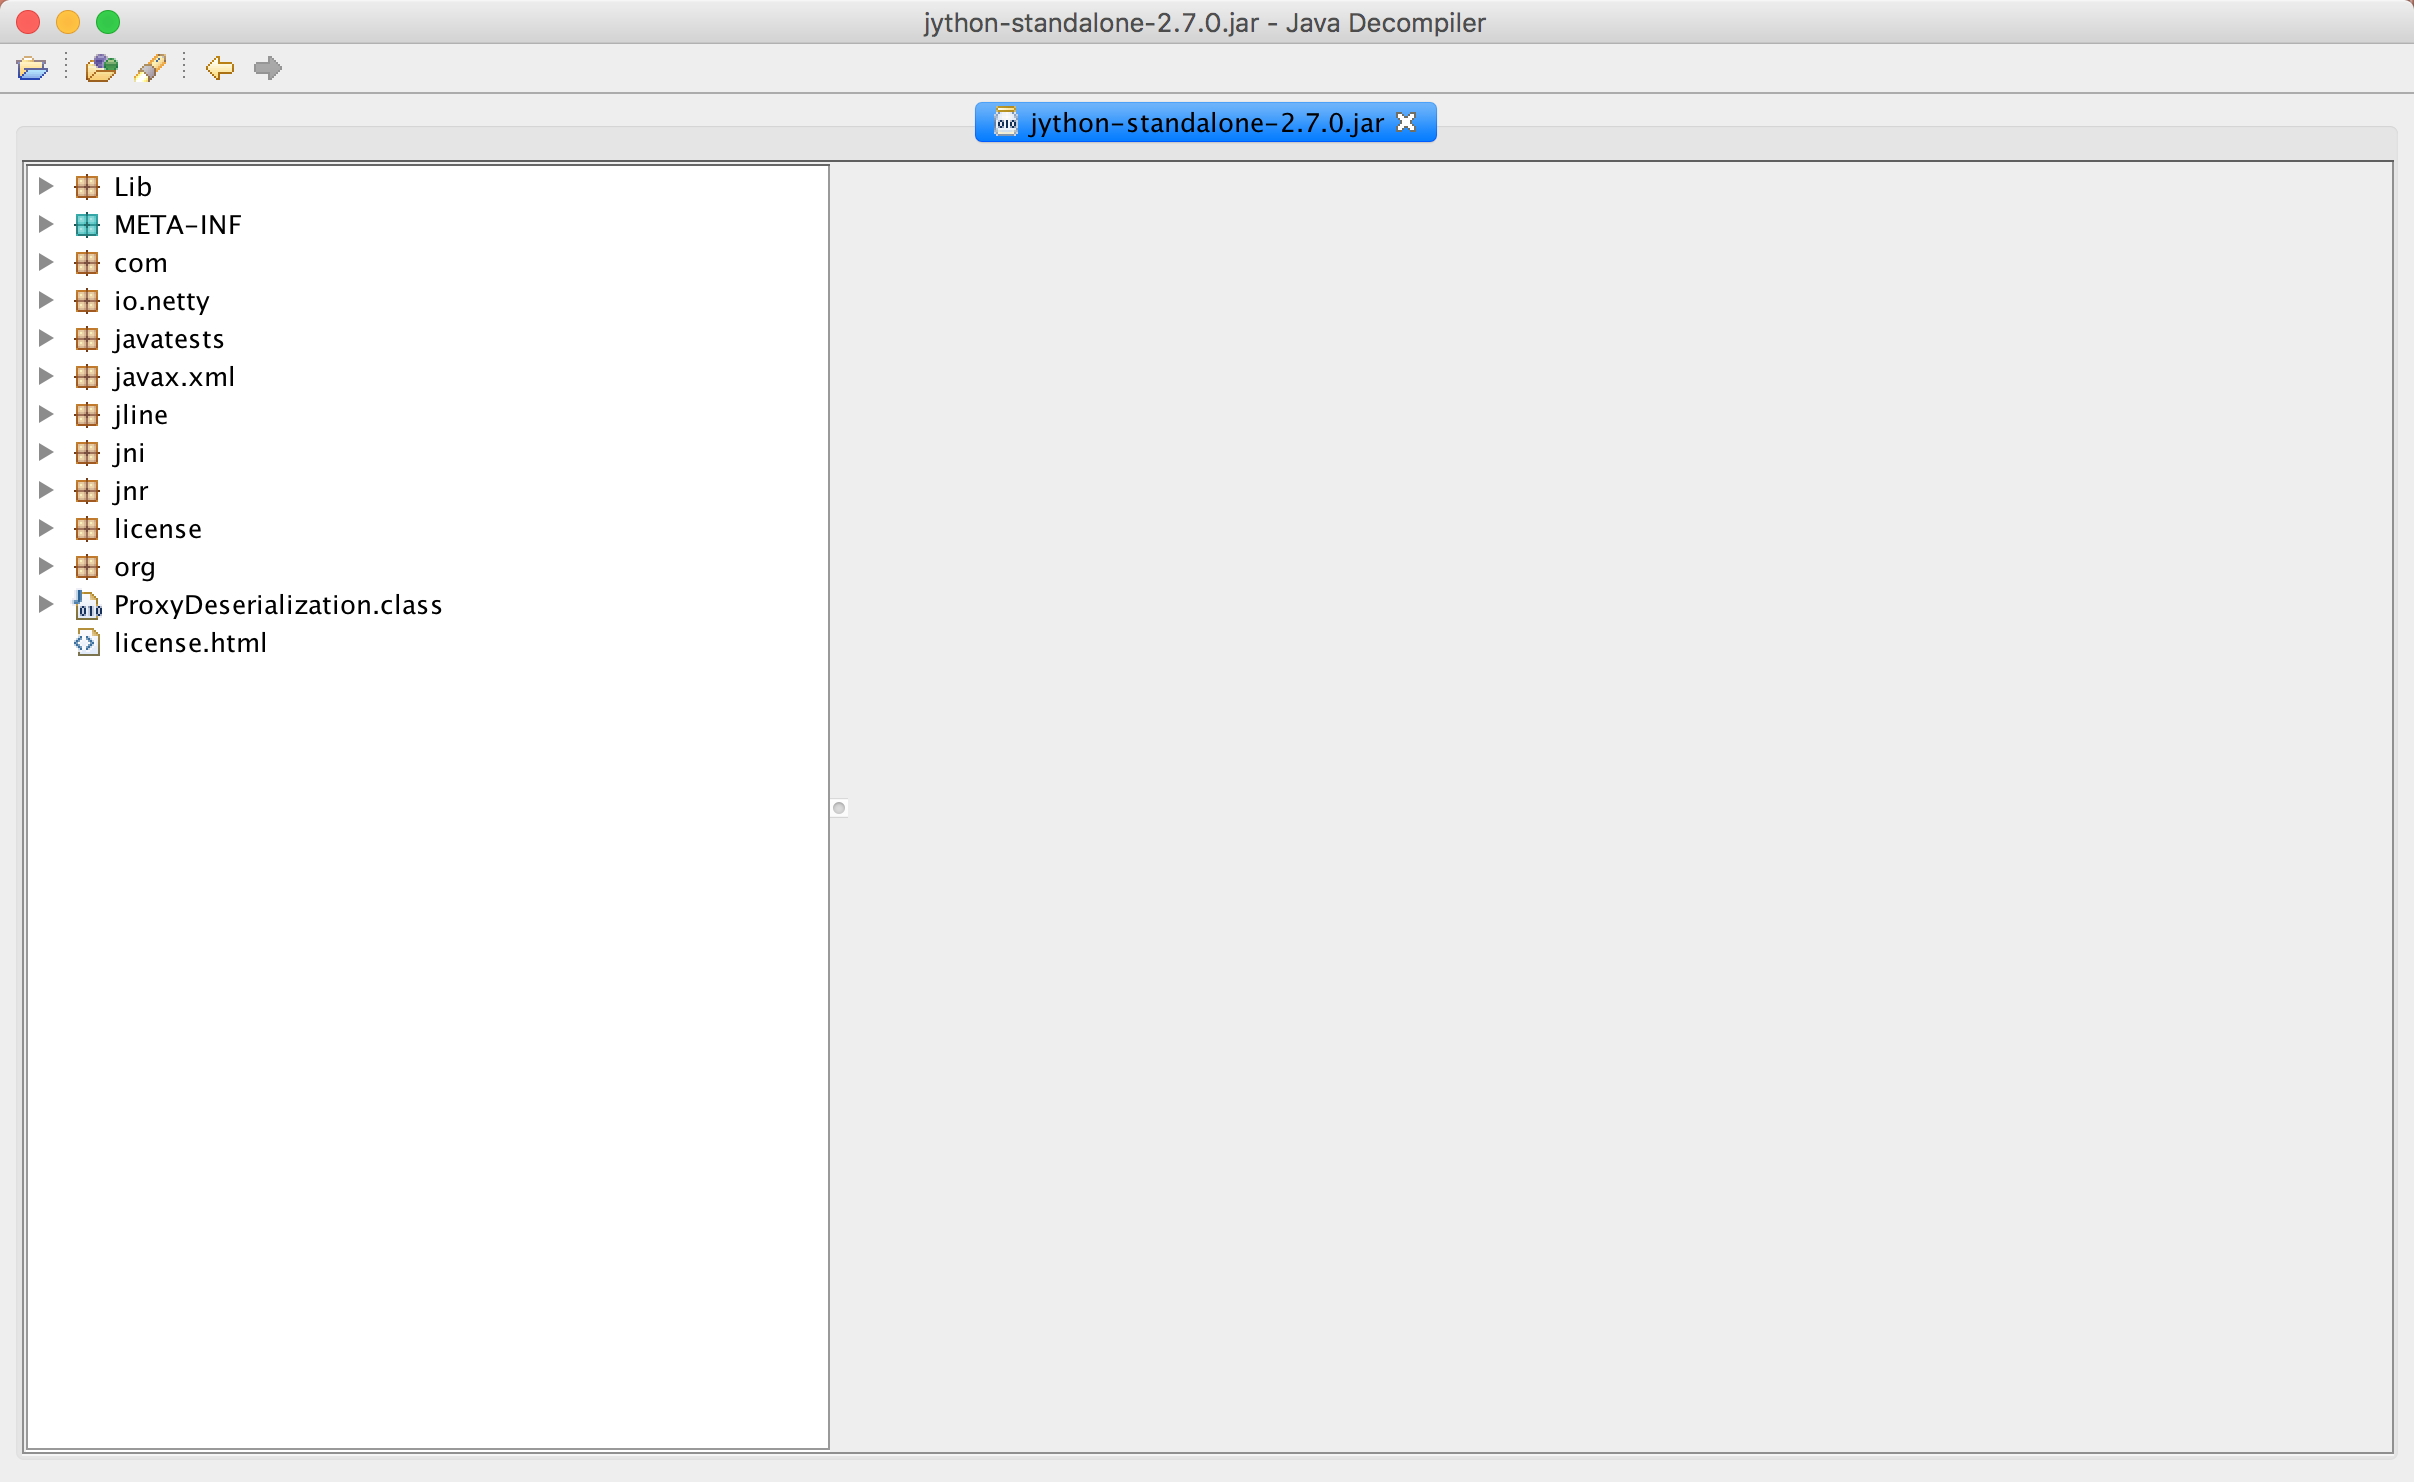 jython-standalone-2.7.0.jar - Java Decompiler
jython-standalone-2.7.0.jar
Lib
META-INF
com
io.netty
javatests
javax.xml
jline
jni
jnr
license
org
ProxyDeserialization.class
license.html